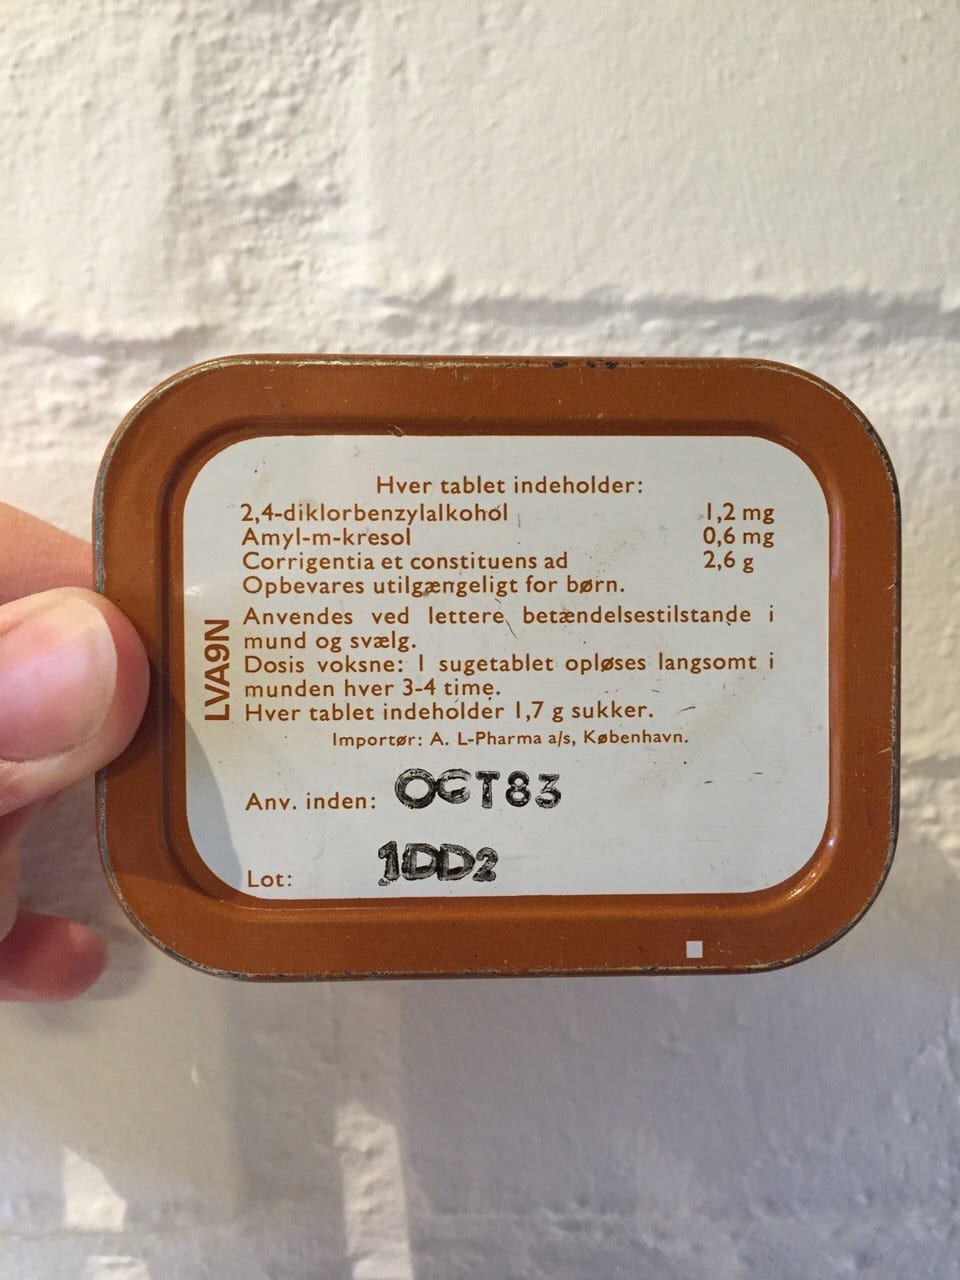 Hver tablet indeholder:
2,4-diklorbenzylalkohol 1,2 mg
Amyl-m-kresol 0,6 mg
Corrigentia et constituens ad 2,6 g
Opbevares utilgængeligt for børn.
Anvendes ved lettere betændelsestilstande i
mund og svælg.
Dosis voksne: 1 sugetablet opløses langsomt i
munden hver 3-4 time.
Hver tablet indeholder 1,7 g sukker.
Importør: A. L-Pharma a/s, København.
Anv. inden: OCT83
Lot: 1DD2
LVA9N